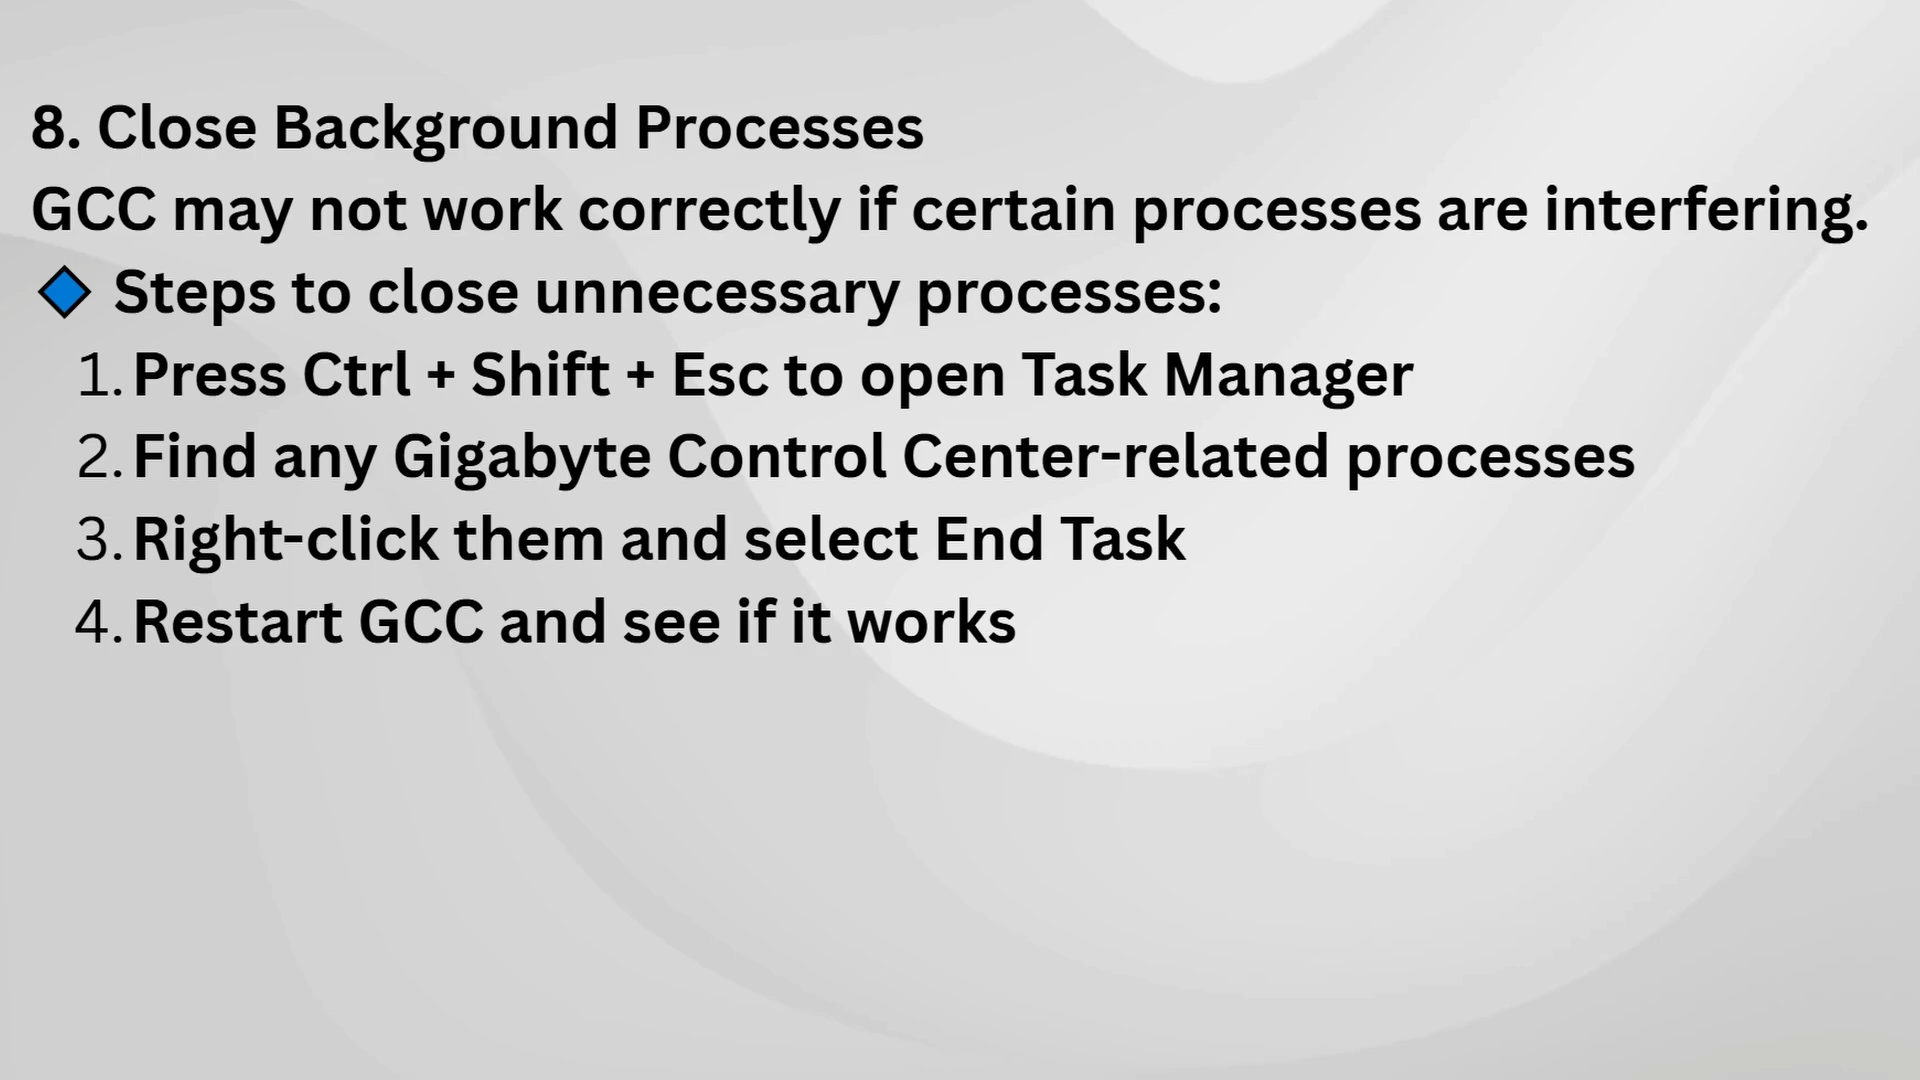 8. Close Background Processes
GCC may not work correctly if certain processes are interfering.
🔷 Steps to close unnecessary processes:
1. Press Ctrl + Shift + Esc to open Task Manager
2. Find any Gigabyte Control Center-related processes
3. Right-click them and select End Task
4. Restart GCC and see if it works